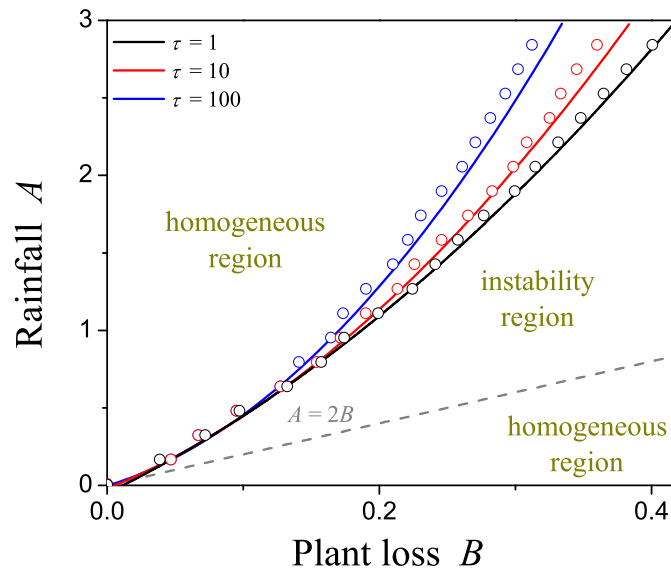 3
τ = 1
τ = 10
τ = 100
2
Rainfall A
homogeneous
region
instability
region
1
A = 2B
homogeneous
region
0
0.0
0.2
0.4
Plant loss B